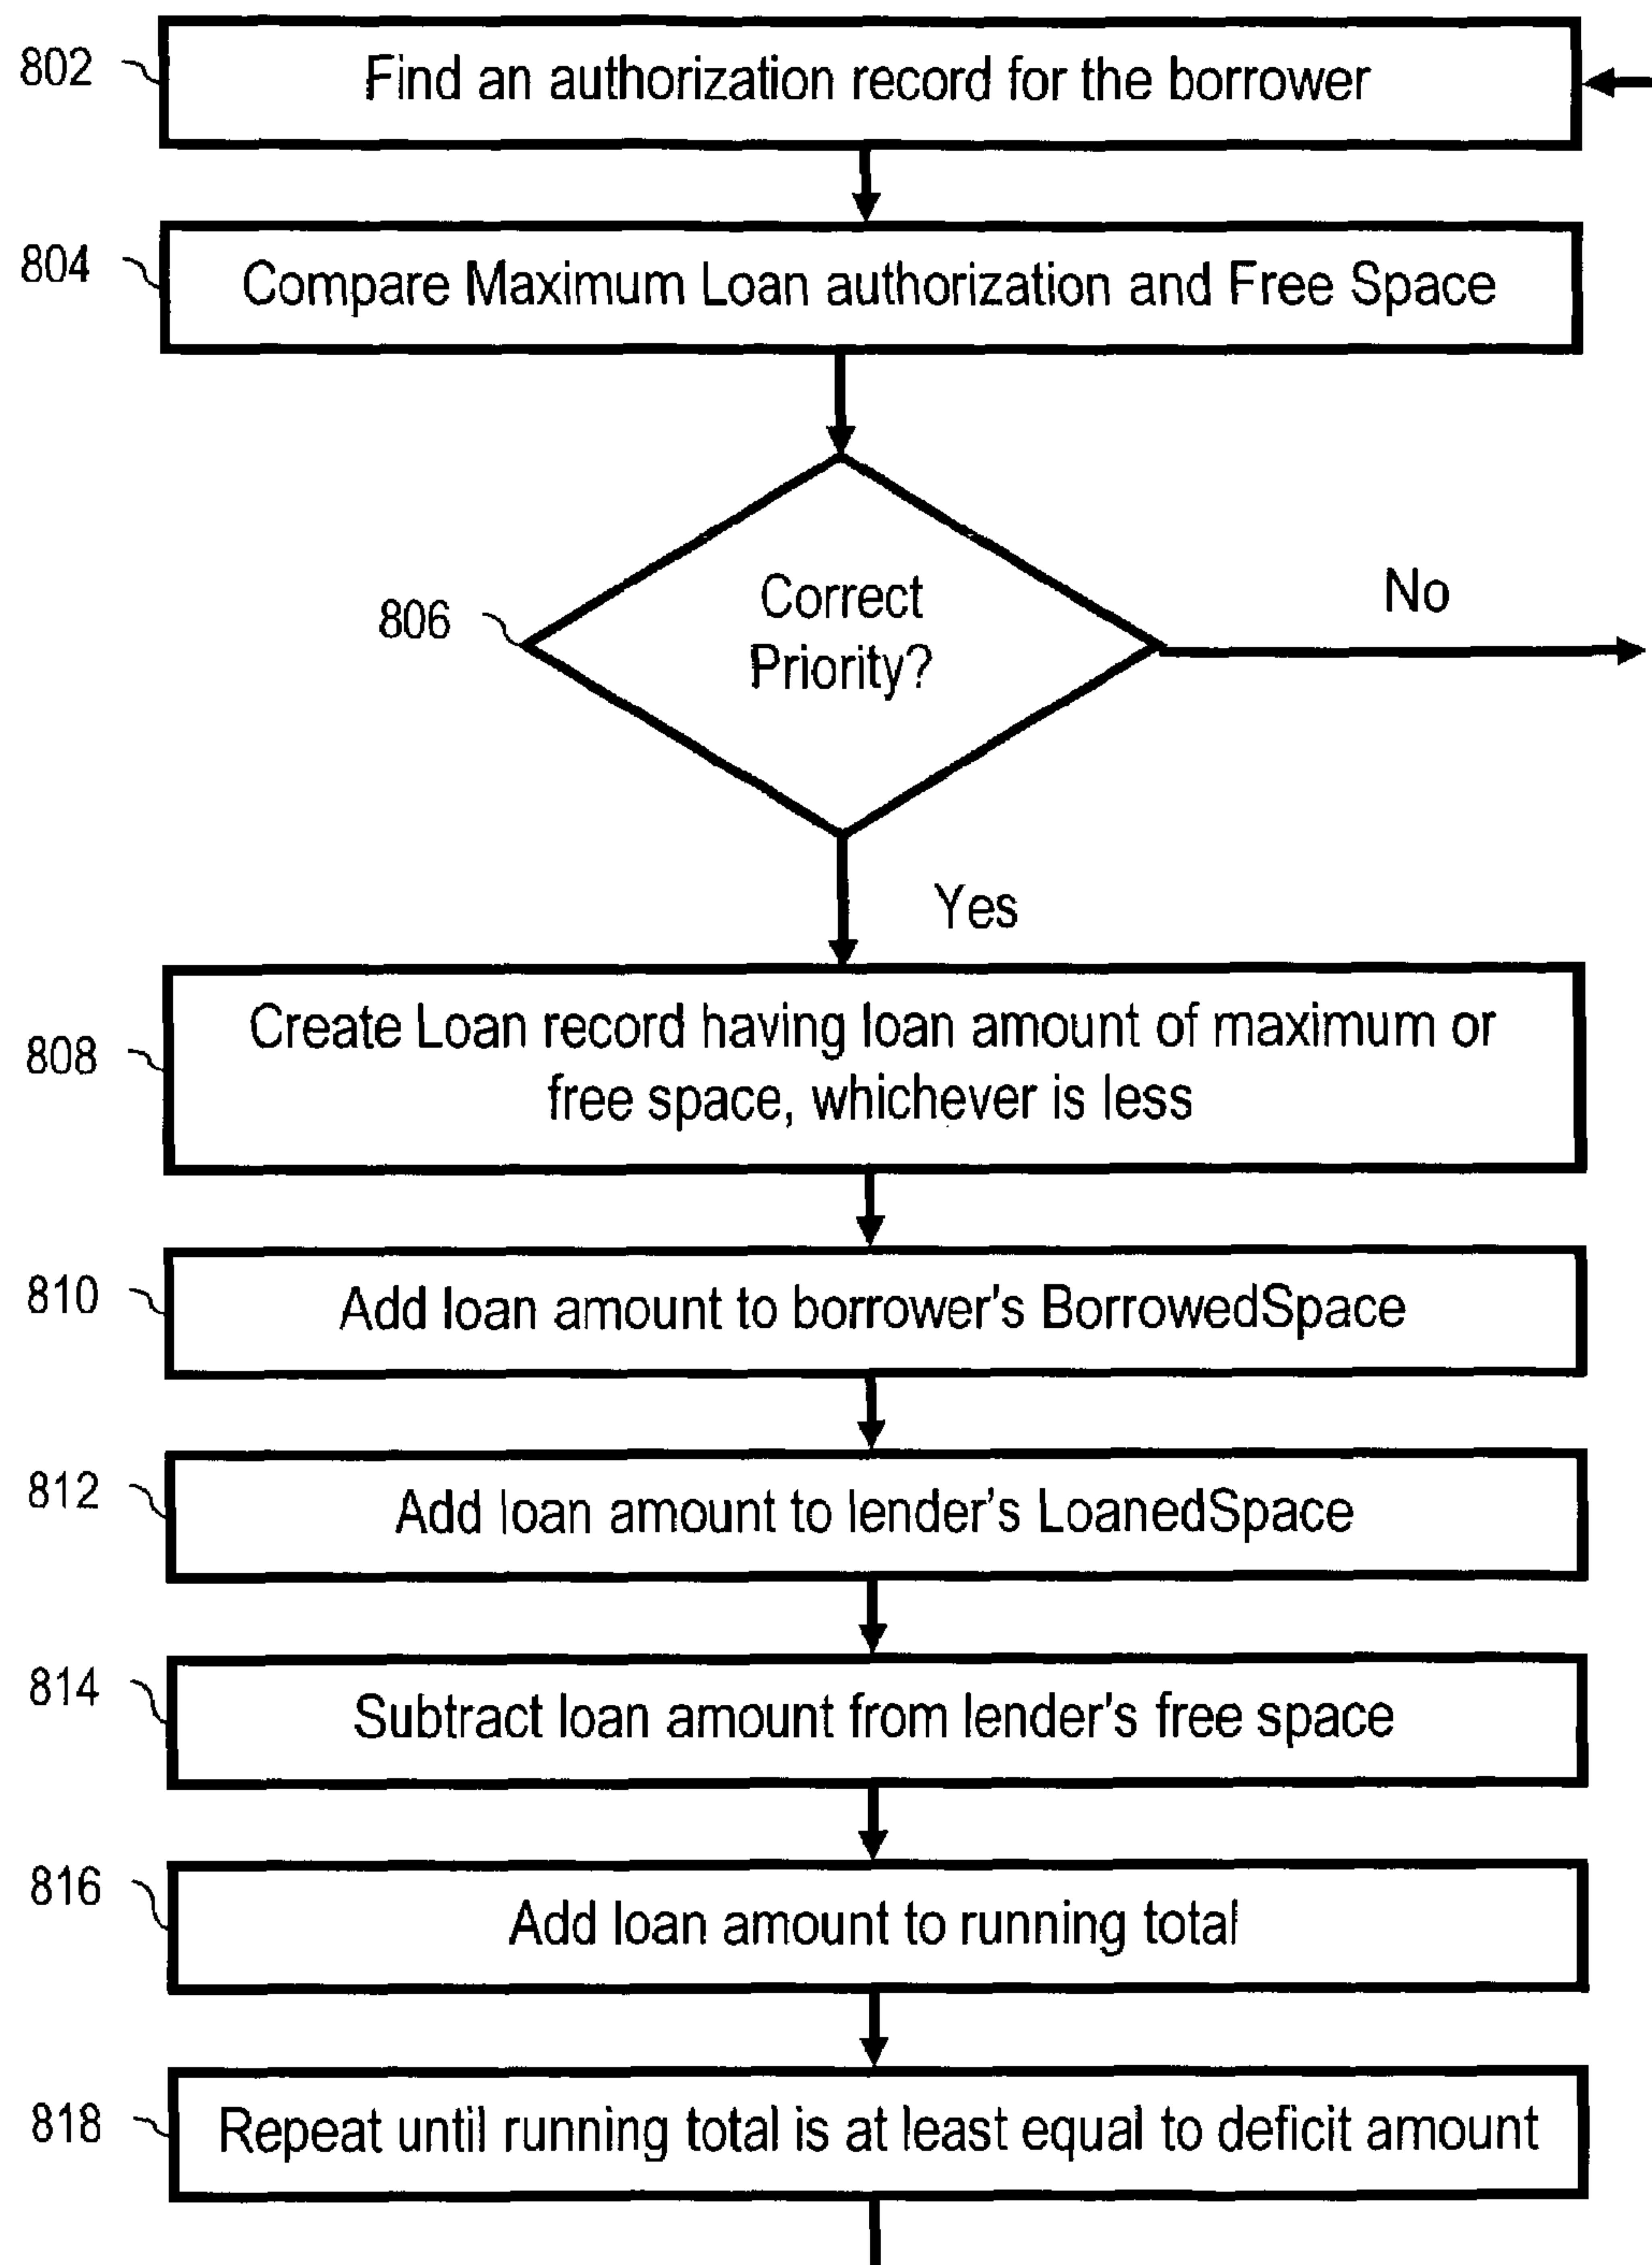 802
Find an authorization record for the borrower
804
Compare Maximum Loan authorization and Free Space
806
Correct
Priority?
No
Yes
808
Create Loan record having loan amount of maximum or
free space, whichever is less
810
Add loan amount to borrower's BorrowedSpace
812
Add loan amount to lender's LoanedSpace
814
Subtract loan amount from lender's free space
816
Add loan amount to running total
818
Repeat until running total is at least equal to deficit amount